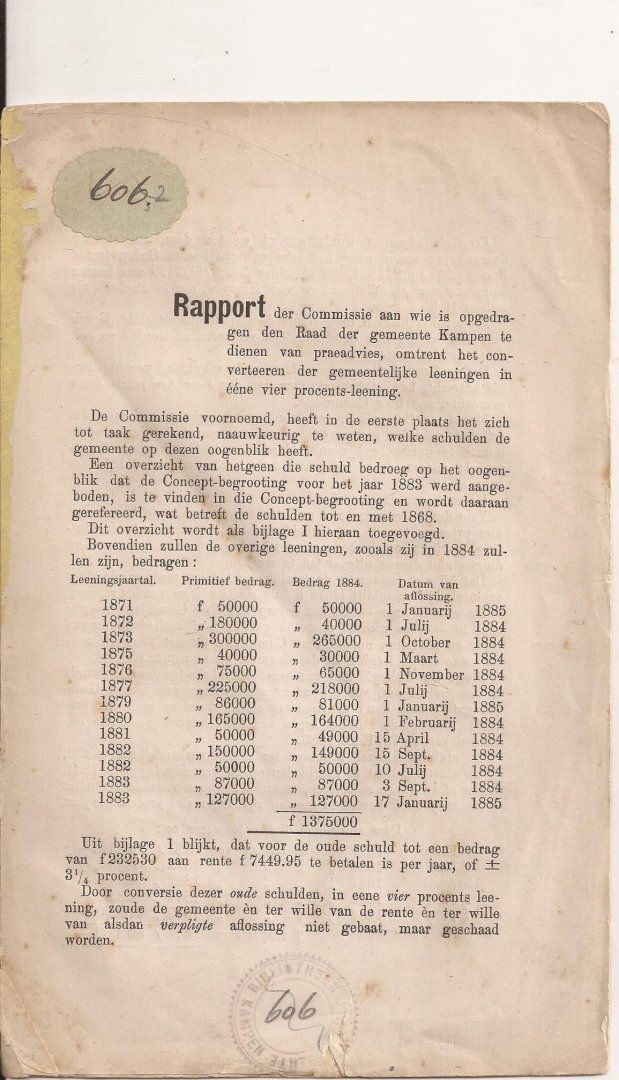 606.2
Rapport der Commissie aan wie is opgedra-
gen den Raad der gemeente Kampen te
dienen van praeadvies, omtrent het con-
verteeren der gemeentelijke leeningen in
ééne vier procents-leening.
De Commissie voornoemd, heeft in de eerste plaats het zich
tot taak gerekend, naauwkeurig te weten, welke schulden de
gemeente op dezen oogenblik heeft.
Een overzicht van hetgeen die schuld bedroeg op het oogen-
blik dat de Concept-begrooting voor het jaar 1883 werd aange-
boden, is te vinden in die Concept-begrooting en wordt daaraan
gerefereerd, wat betreft de schulden tot en met 1868.
Dit overzicht wordt als bijlage I hieraan toegevoegd.
Bovendien zullen de overige leeningen, zooals zij in 1884 zul-
len zijn, bedragen :
Leeningsjaartal. Primitief bedrag. Bedrag 1884. Datum van aflossing.
1871 f 50000 f 50000 1 Januarij 1885
1872 „ 180000 „ 40000 1 Julij 1884
1873 „ 300000 „ 265000 1 October 1884
1875 „ 40000 „ 30000 1 Maart 1884
1876 „ 75000 „ 65000 1 November 1884
1877 „ 225000 „ 218000 1 Julij 1884
1879 „ 86000 „ 81000 1 Januarij 1885
1880 „ 165000 „ 164000 1 Februarij 1884
1881 „ 50000 „ 49000 15 April 1884
1882 „ 150000 „ 149000 15 Sept. 1884
1882 „ 50000 „ 50000 10 Julij 1884
1883 „ 87000 „ 87000 3 Sept. 1884
1883 „ 127000 „ 127000 17 Januarij 1885
f 1375000
Uit bijlage 1 blijkt, dat voor de oude schuld tot een bedrag
van f 232530 aan rente f 7449.95 te betalen is per jaar, of ±
3¹/₄ procent.
Door conversie dezer oude schulden, in eene vier procents lee-
ning, zoude de gemeente èn ter wille van de rente èn ter wille
van alsdan verpligte aflossing niet gebaat, maar geschaad
worden.
606